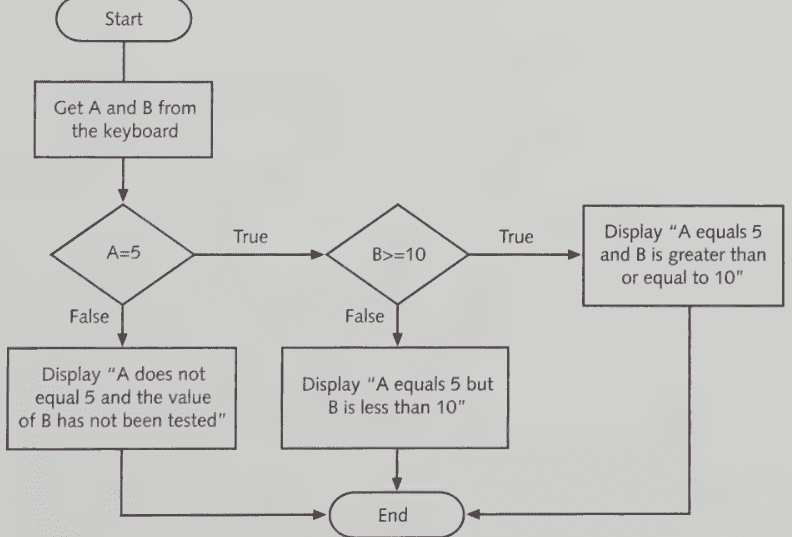 Start
Get A and B from
the keyboard
A=5
True
B>=10
True
Display “A equals 5
and B is greater than
or equal to 10”
False
False
Display “A does not
equal 5 and the value
of B has not been tested”
Display “A equals 5 but
B is less than 10”
End